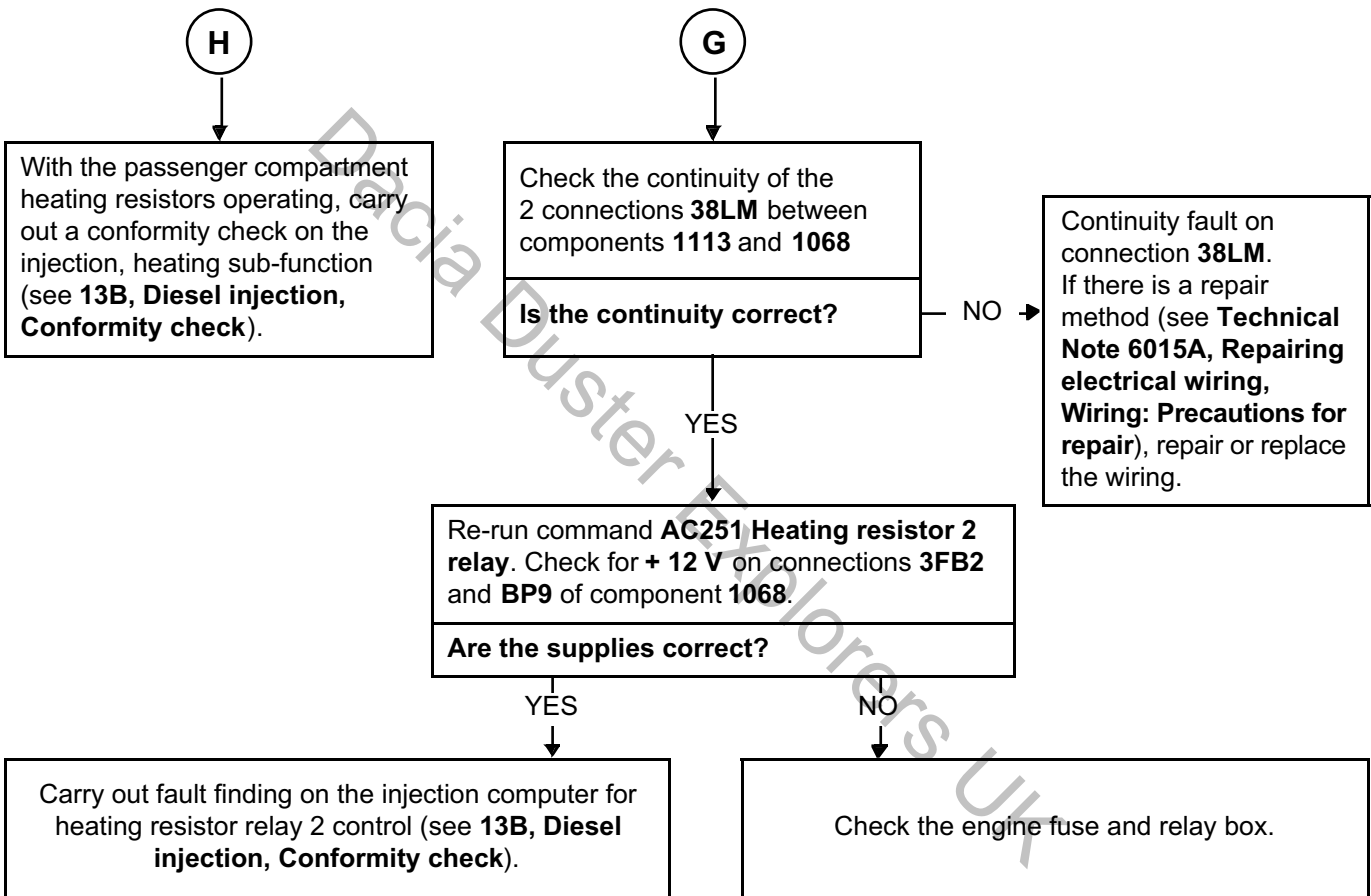 H
With the passenger compartment
heating resistors operating, carry
out a conformity check on the
injection, heating sub-function
(see 13B, Diesel injection,
Conformity check).
G
Check the continuity of the
2 connections 38LM between
components 1113 and 1068
Is the continuity correct?
NO
Continuity fault on
connection 38LM.
If there is a repair
method (see Technical
Note 6015A, Repairing
electrical wiring,
Wiring: Precautions for
repair), repair or replace
the wiring.
YES
Re-run command AC251 Heating resistor 2
relay. Check for + 12 V on connections 3FB2
and BP9 of component 1068.
Are the supplies correct?
YES
NO
Carry out fault finding on the injection computer for
heating resistor relay 2 control (see 13B, Diesel
injection, Conformity check).
Check the engine fuse and relay box.
Dacia Duster Explorers UK